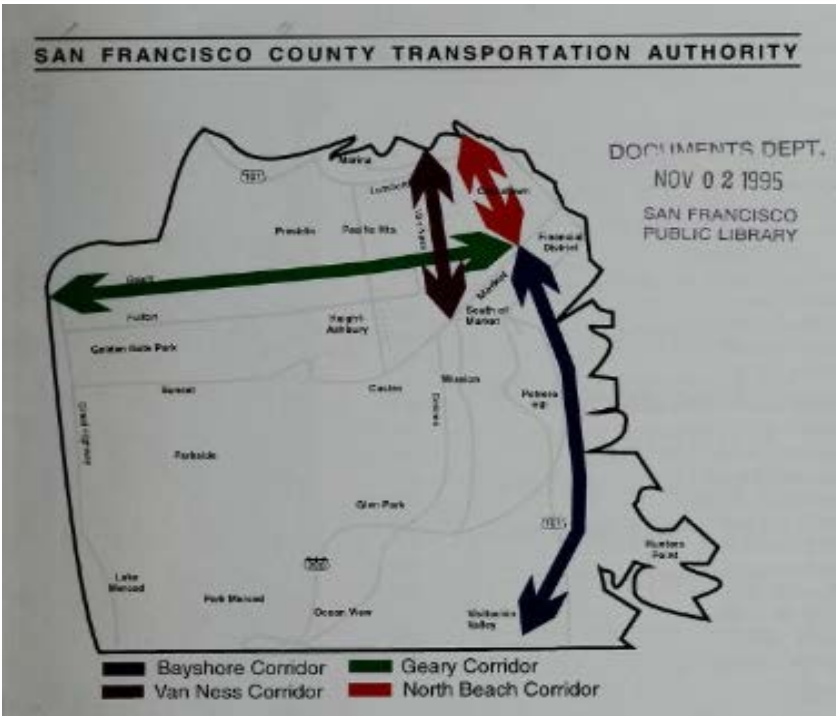 SAN FRANCISCO COUNTY TRANSPORTATION AUTHORITY
DOCUMENTS DEPT.
NOV 02 1995
SAN FRANCISCO
PUBLIC LIBRARY
Marina
101
Lombard
Chinatown
Van Ness
Presidio
Pacific Hts.
Financial
District
Geary
Market
Fulton
Haight-
Ashbury
South of
Market
Golden Gate Park
Sunset
Castro
Mission
Potrero
Great Highway
Dolores
Parkside
Glen Park
101
Hunters
Point
280
Lake
Merced
Park Merced
Ocean View
Visitacion
Valley
Bayshore Corridor
Geary Corridor
Van Ness Corridor
North Beach Corridor